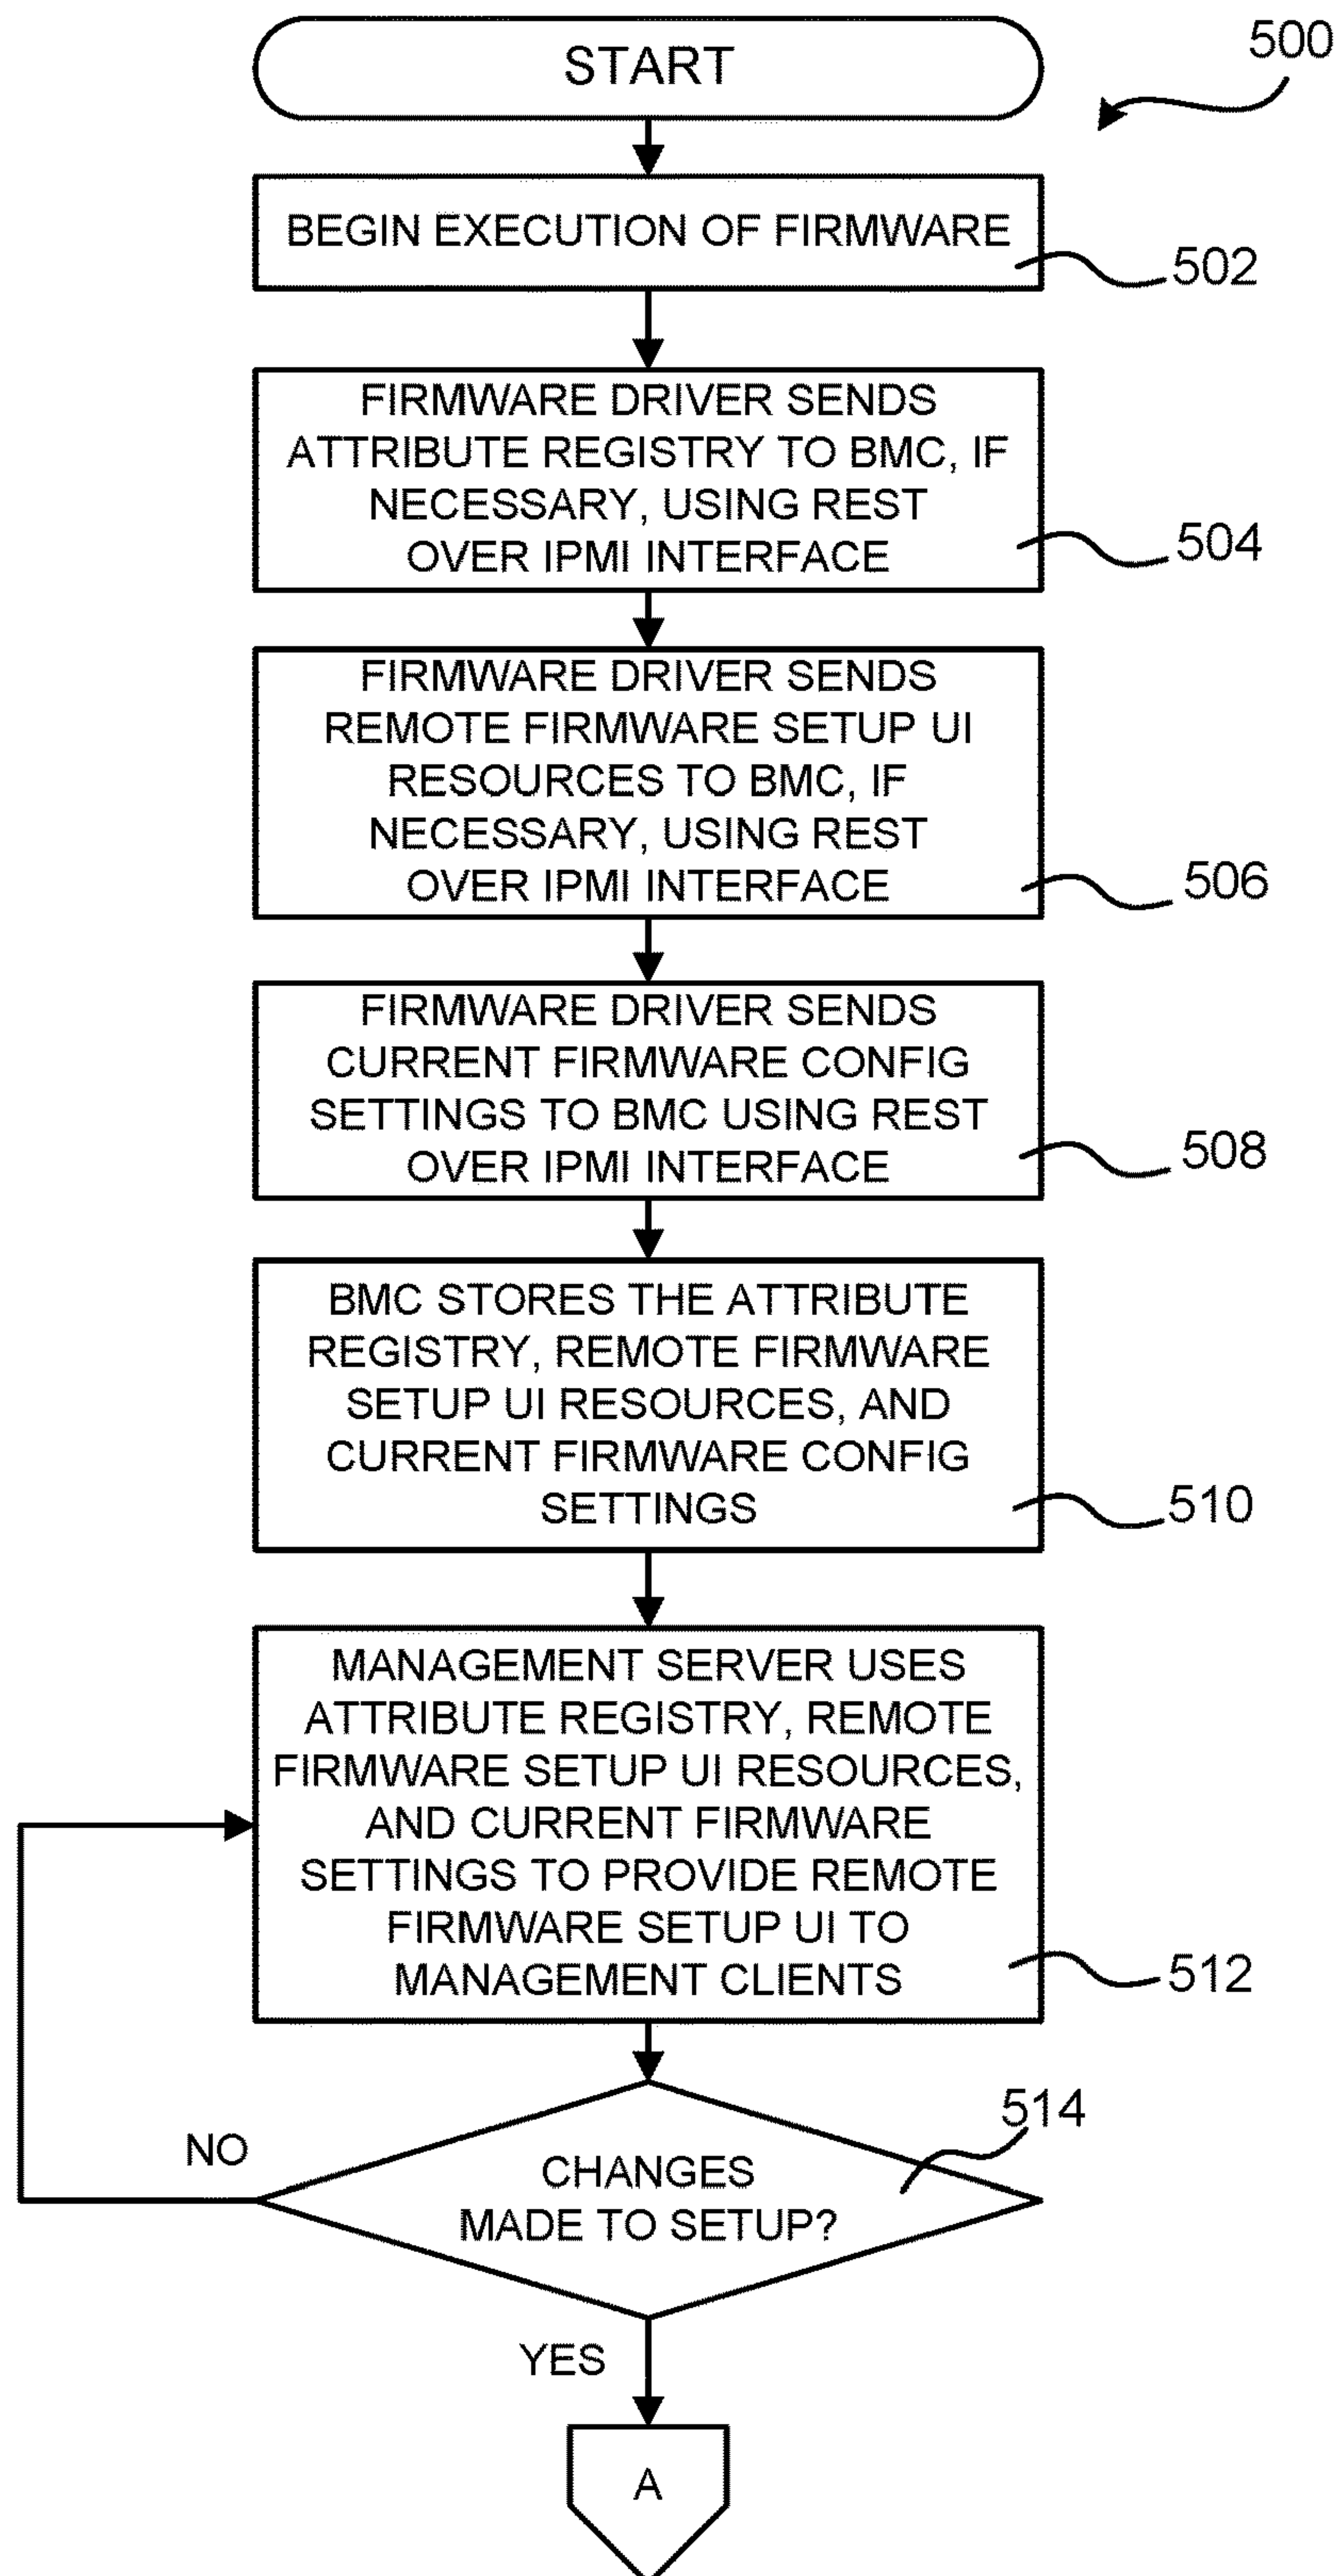 START
500
BEGIN EXECUTION OF FIRMWARE
502
FIRMWARE DRIVER SENDS
ATTRIBUTE REGISTRY TO BMC, IF
NECESSARY, USING REST
OVER IPMI INTERFACE
504
FIRMWARE DRIVER SENDS
REMOTE FIRMWARE SETUP UI
RESOURCES TO BMC, IF
NECESSARY, USING REST
OVER IPMI INTERFACE
506
FIRMWARE DRIVER SENDS
CURRENT FIRMWARE CONFIG
SETTINGS TO BMC USING REST
OVER IPMI INTERFACE
508
BMC STORES THE ATTRIBUTE
REGISTRY, REMOTE FIRMWARE
SETUP UI RESOURCES, AND
CURRENT FIRMWARE CONFIG
SETTINGS
510
MANAGEMENT SERVER USES
ATTRIBUTE REGISTRY, REMOTE
FIRMWARE SETUP UI RESOURCES,
AND CURRENT FIRMWARE
SETTINGS TO PROVIDE REMOTE
FIRMWARE SETUP UI TO
MANAGEMENT CLIENTS
512
514
NO
CHANGES
MADE TO SETUP?
YES
A